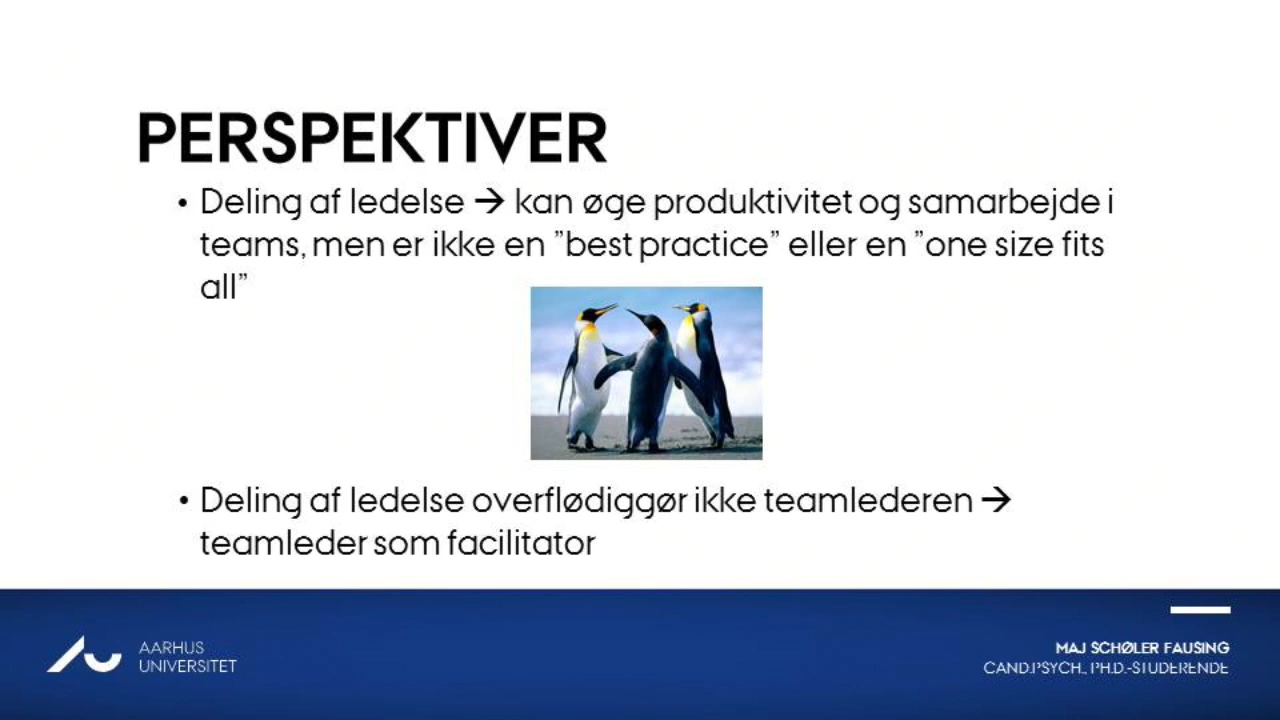 PERSPEKTIVER
• Deling af ledelse → kan øge produktivitet og samarbejde i
teams, men er ikke en ”best practice” eller en ”one size fits
all”
• Deling af ledelse overflødiggør ikke teamlederen →
teamleder som facilitator
AARHUS
UNIVERSITET
MAJ SCHØLER FAUSING
CAND.PSYCH., PH.D.-STUDERENDE